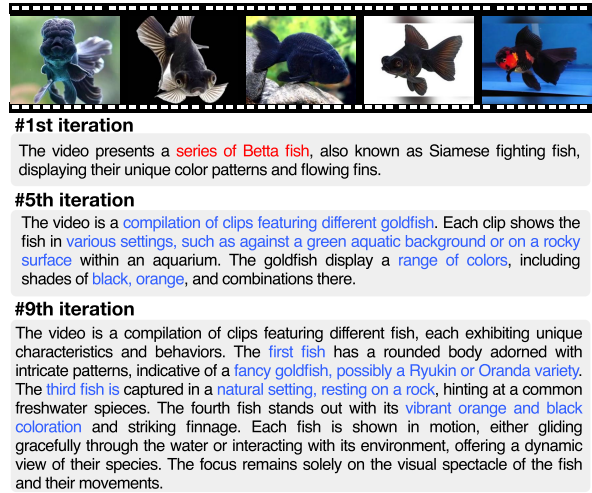 #1st iteration
The video presents a series of Betta fish, also known as Siamese fighting fish,
displaying their unique color patterns and flowing fins.
#5th iteration
The video is a compilation of clips featuring different goldfish. Each clip shows the
fish in various settings, such as against a green aquatic background or on a rocky
surface within an aquarium. The goldfish display a range of colors, including
shades of black, orange, and combinations there.
#9th iteration
The video is a compilation of clips featuring different fish, each exhibiting unique
characteristics and behaviors. The first fish has a rounded body adorned with
intricate patterns, indicative of a fancy goldfish, possibly a Ryukin or Oranda variety.
The third fish is captured in a natural setting, resting on a rock, hinting at a common
freshwater spieces. The fourth fish stands out with its vibrant orange and black
coloration and striking finnage. Each fish is shown in motion, either gliding
gracefully through the water or interacting with its environment, offering a dynamic
view of their species. The focus remains solely on the visual spectacle of the fish
and their movements.